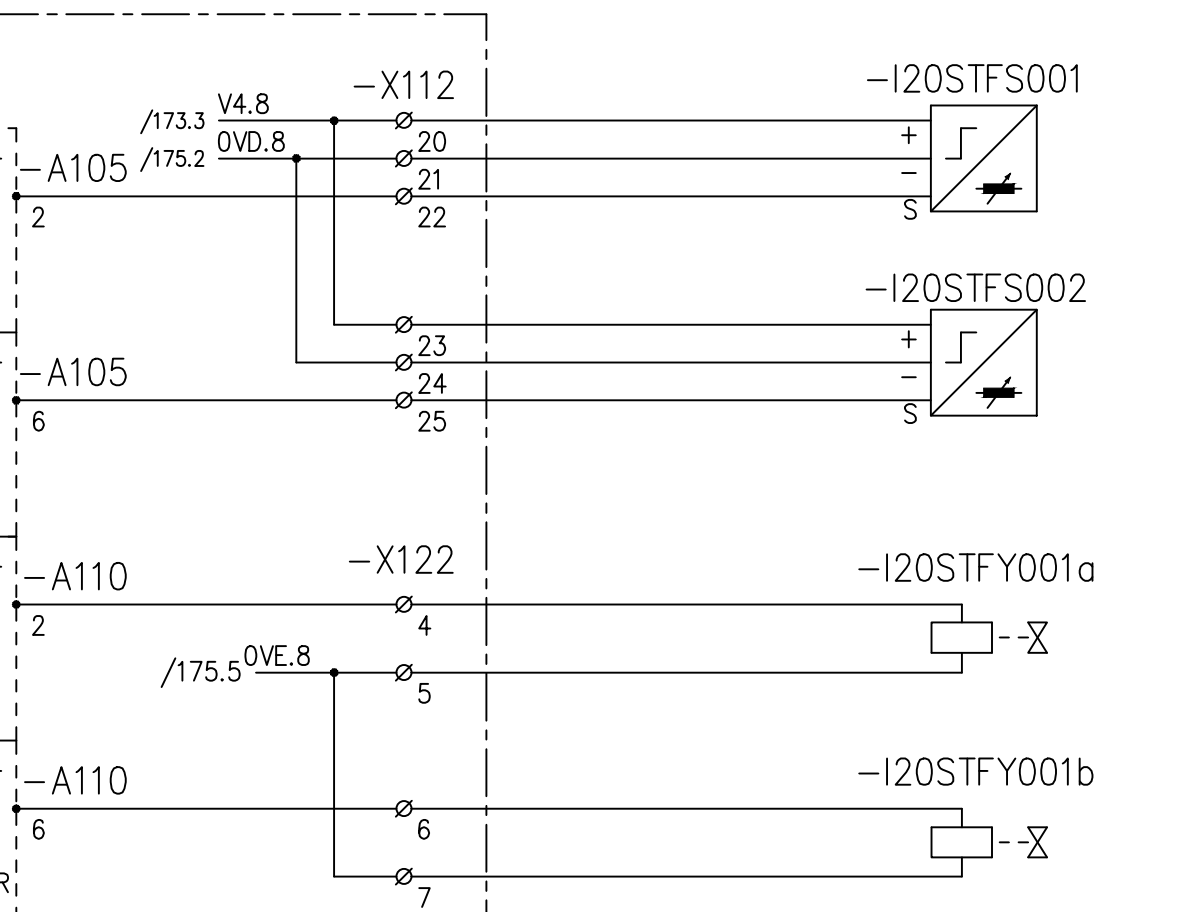 -I20STFS001
-X112
V4.8
/173.3
+
20
0VD.8
/175.2
-A105
-
21
2
22
S
-I20STFS002
+
23
-A105
-
24
6
25
S
-X122
-I20STFY001a
-A110
2
4
0VE.8
/175.5
5
-I20STFY001b
-A110
6
6
R
7